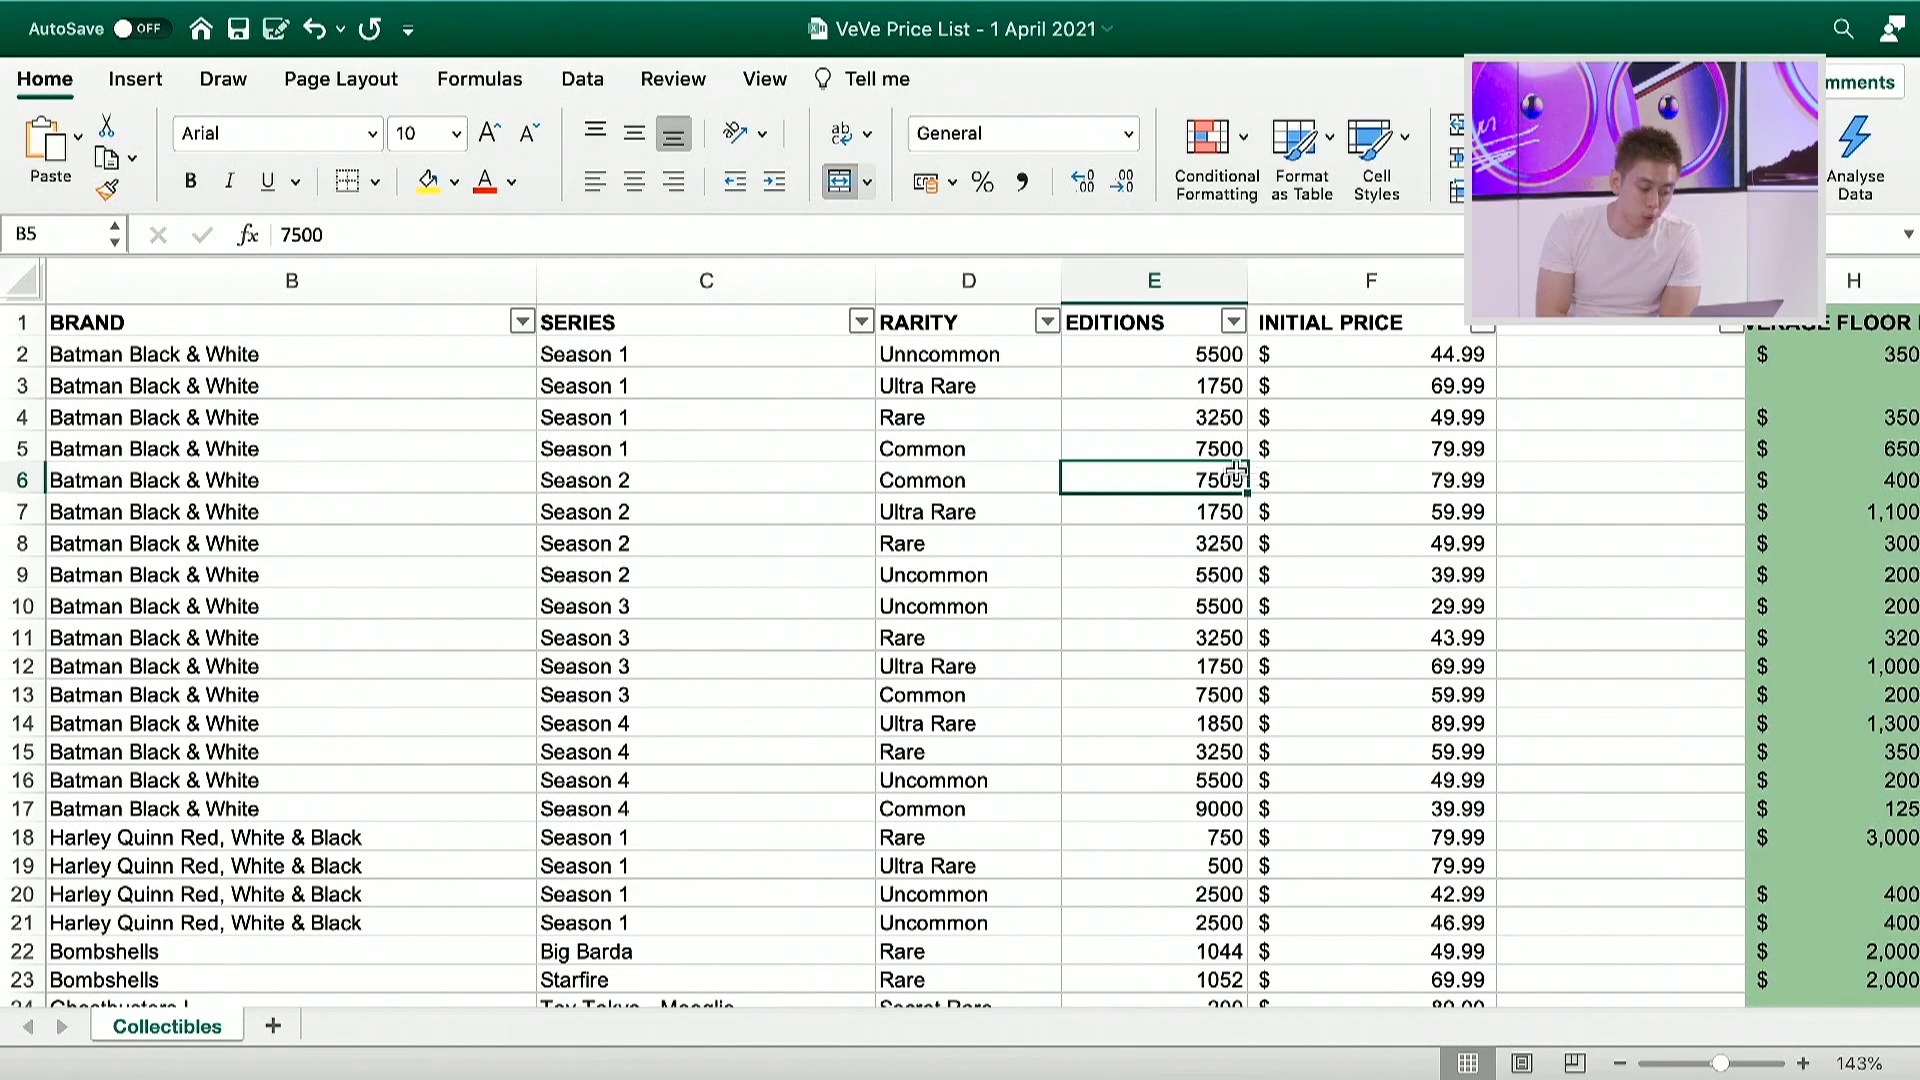 AutoSave OFF VeVe Price List - 1 April 2021
Home Insert Draw Page Layout Formulas Data Review View Tell me mments
Paste Arial 10 General Conditional Formatting Format as Table Cell Styles Analyse Data
B5 fx 7500
B C D E F H
1 BRAND SERIES RARITY EDITIONS INITIAL PRICE VERAGE FLOOR
2 Batman Black & White Season 1 Unncommon 5500 $ 44.99 $ 350
3 Batman Black & White Season 1 Ultra Rare 1750 $ 69.99
4 Batman Black & White Season 1 Rare 3250 $ 49.99 $ 350
5 Batman Black & White Season 1 Common 7500 $ 79.99 $ 650
6 Batman Black & White Season 2 Common 7500 $ 79.99 $ 400
7 Batman Black & White Season 2 Ultra Rare 1750 $ 59.99 $ 1,100
8 Batman Black & White Season 2 Rare 3250 $ 49.99 $ 300
9 Batman Black & White Season 2 Uncommon 5500 $ 39.99 $ 200
10 Batman Black & White Season 3 Uncommon 5500 $ 29.99 $ 200
11 Batman Black & White Season 3 Rare 3250 $ 43.99 $ 320
12 Batman Black & White Season 3 Ultra Rare 1750 $ 69.99 $ 1,000
13 Batman Black & White Season 3 Common 7500 $ 59.99 $ 200
14 Batman Black & White Season 4 Ultra Rare 1850 $ 89.99 $ 1,300
15 Batman Black & White Season 4 Rare 3250 $ 59.99 $ 350
16 Batman Black & White Season 4 Uncommon 5500 $ 49.99 $ 200
17 Batman Black & White Season 4 Common 9000 $ 39.99 $ 125
18 Harley Quinn Red, White & Black Season 1 Rare 750 $ 79.99 $ 3,000
19 Harley Quinn Red, White & Black Season 1 Ultra Rare 500 $ 79.99
20 Harley Quinn Red, White & Black Season 1 Uncommon 2500 $ 42.99 $ 400
21 Harley Quinn Red, White & Black Season 1 Uncommon 2500 $ 46.99 $ 400
22 Bombshells Big Barda Rare 1044 $ 49.99 $ 2,000
23 Bombshells Starfire Rare 1052 $ 69.99 $ 2,000
Collectibles
143%